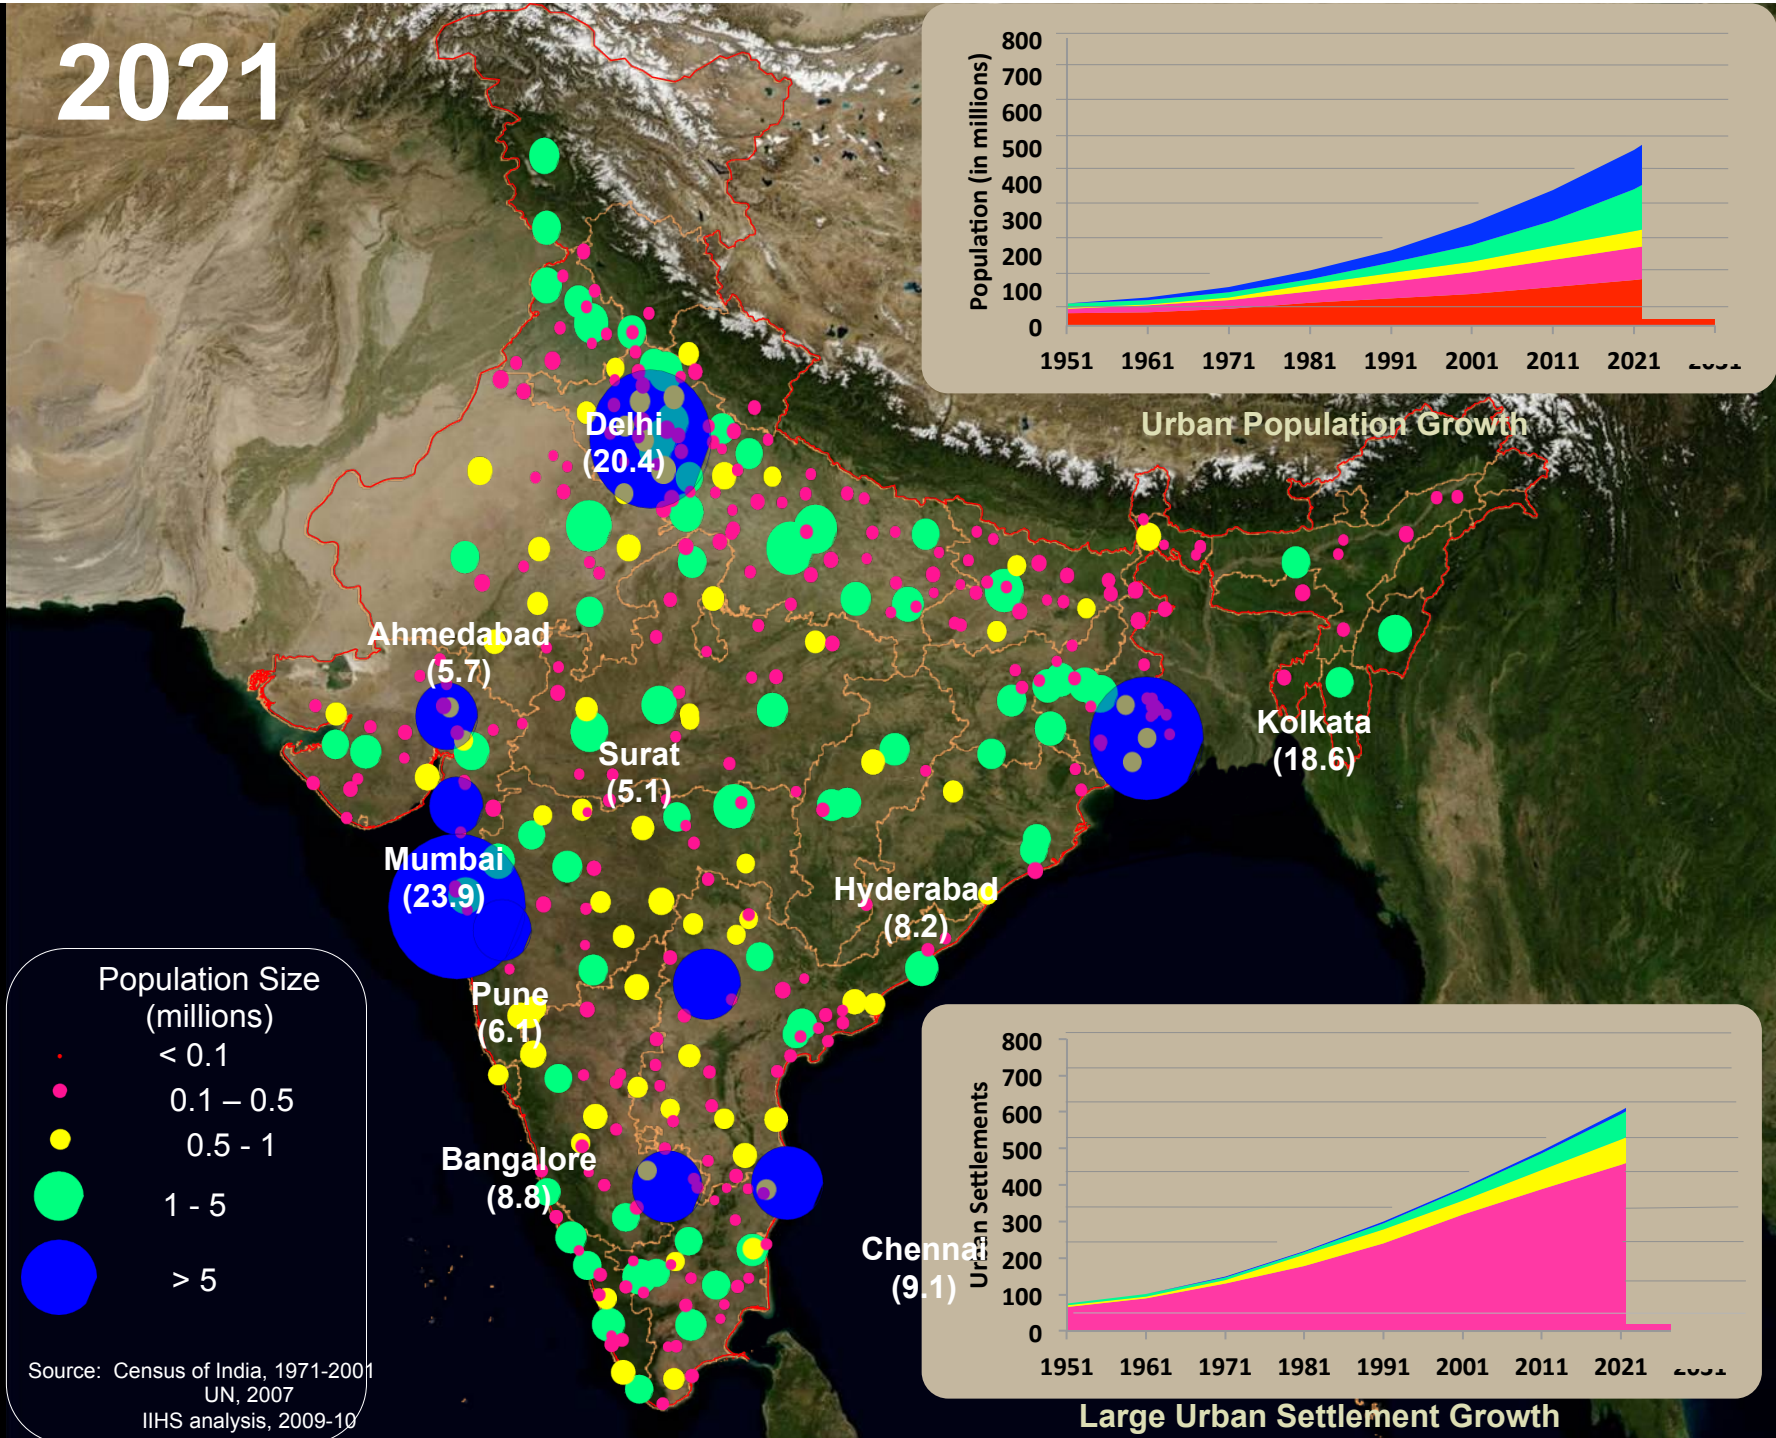 2021
800
700
600
500
400
300
200
100
0
Population (in millions)
1951 1961 1971 1981 1991 2001 2011 2021
Urban Population Growth
Delhi
(20.4)
Ahmedabad
(5.7)
Kolkata
(18.6)
Surat
(5.1)
Mumbai
(23.9)
Hyderabad
(8.2)
Pune
(6.1)
Bangalore
(8.8)
Chennai
(9.1)
Population Size
(millions)
< 0.1
0.1 – 0.5
0.5 - 1
1 - 5
> 5
Source: Census of India, 1971-2001
UN, 2007
IIHS analysis, 2009-10
800
700
600
500
400
300
200
100
0
Urban Settlements
1951 1961 1971 1981 1991 2001 2011 2021
Large Urban Settlement Growth